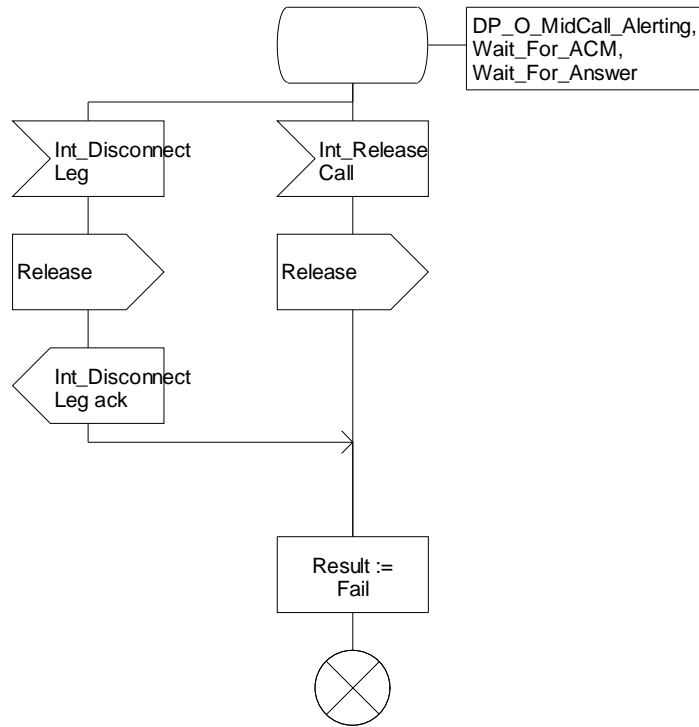 DP_O_MidCall_Alerting,
Wait_For_ACM,
Wait_For_Answer
Int_Disconnect
Leg
Int_Release
Call
Release
Release
Int_Disconnect
Leg ack
Result :=
Fail